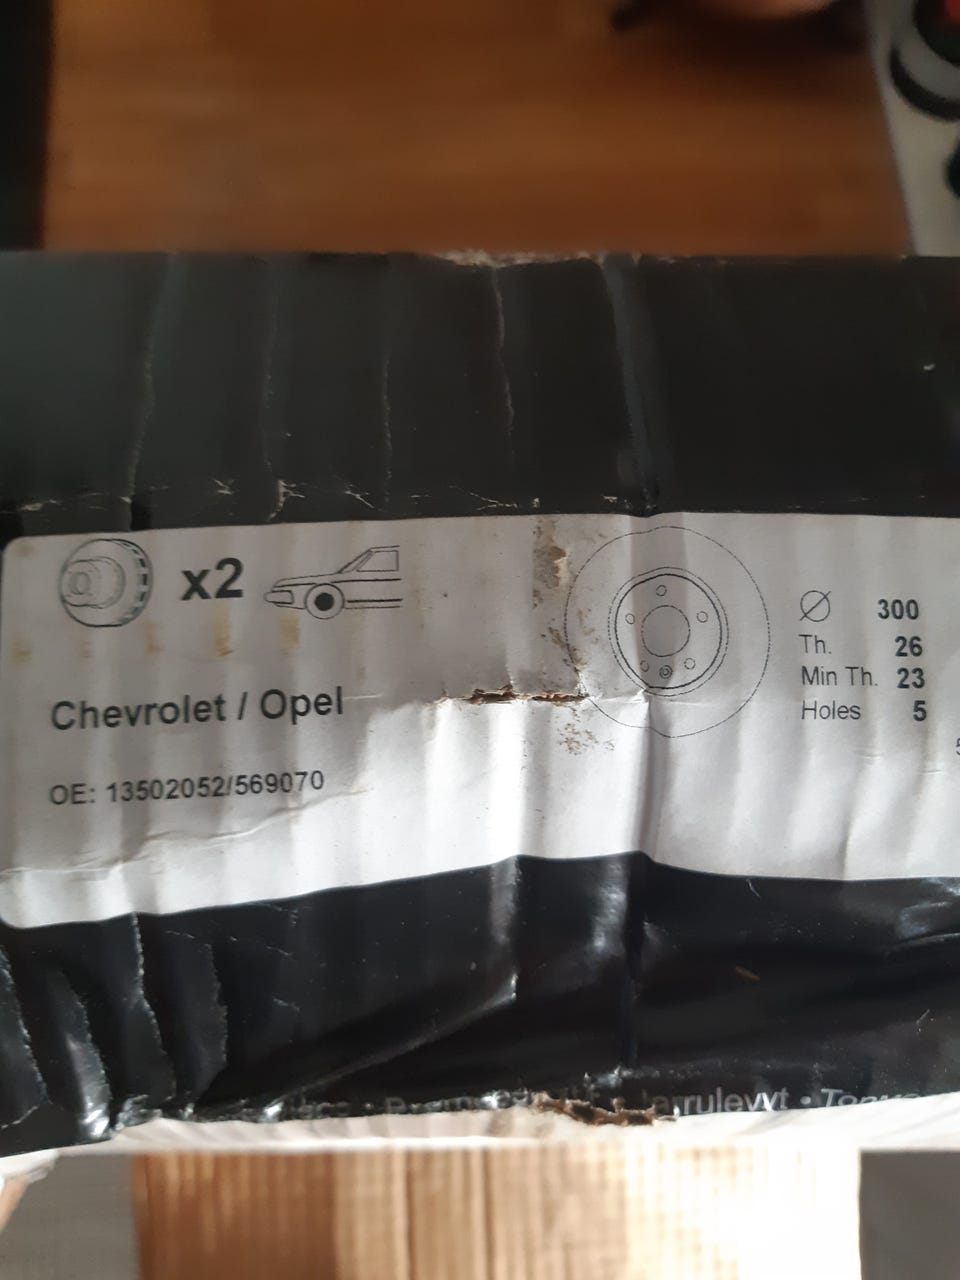 x2
Chevrolet / Opel
OE: 13502052/569070
Ø 300
Th. 26
Min Th. 23
Holes 5
Jarrulevyt •